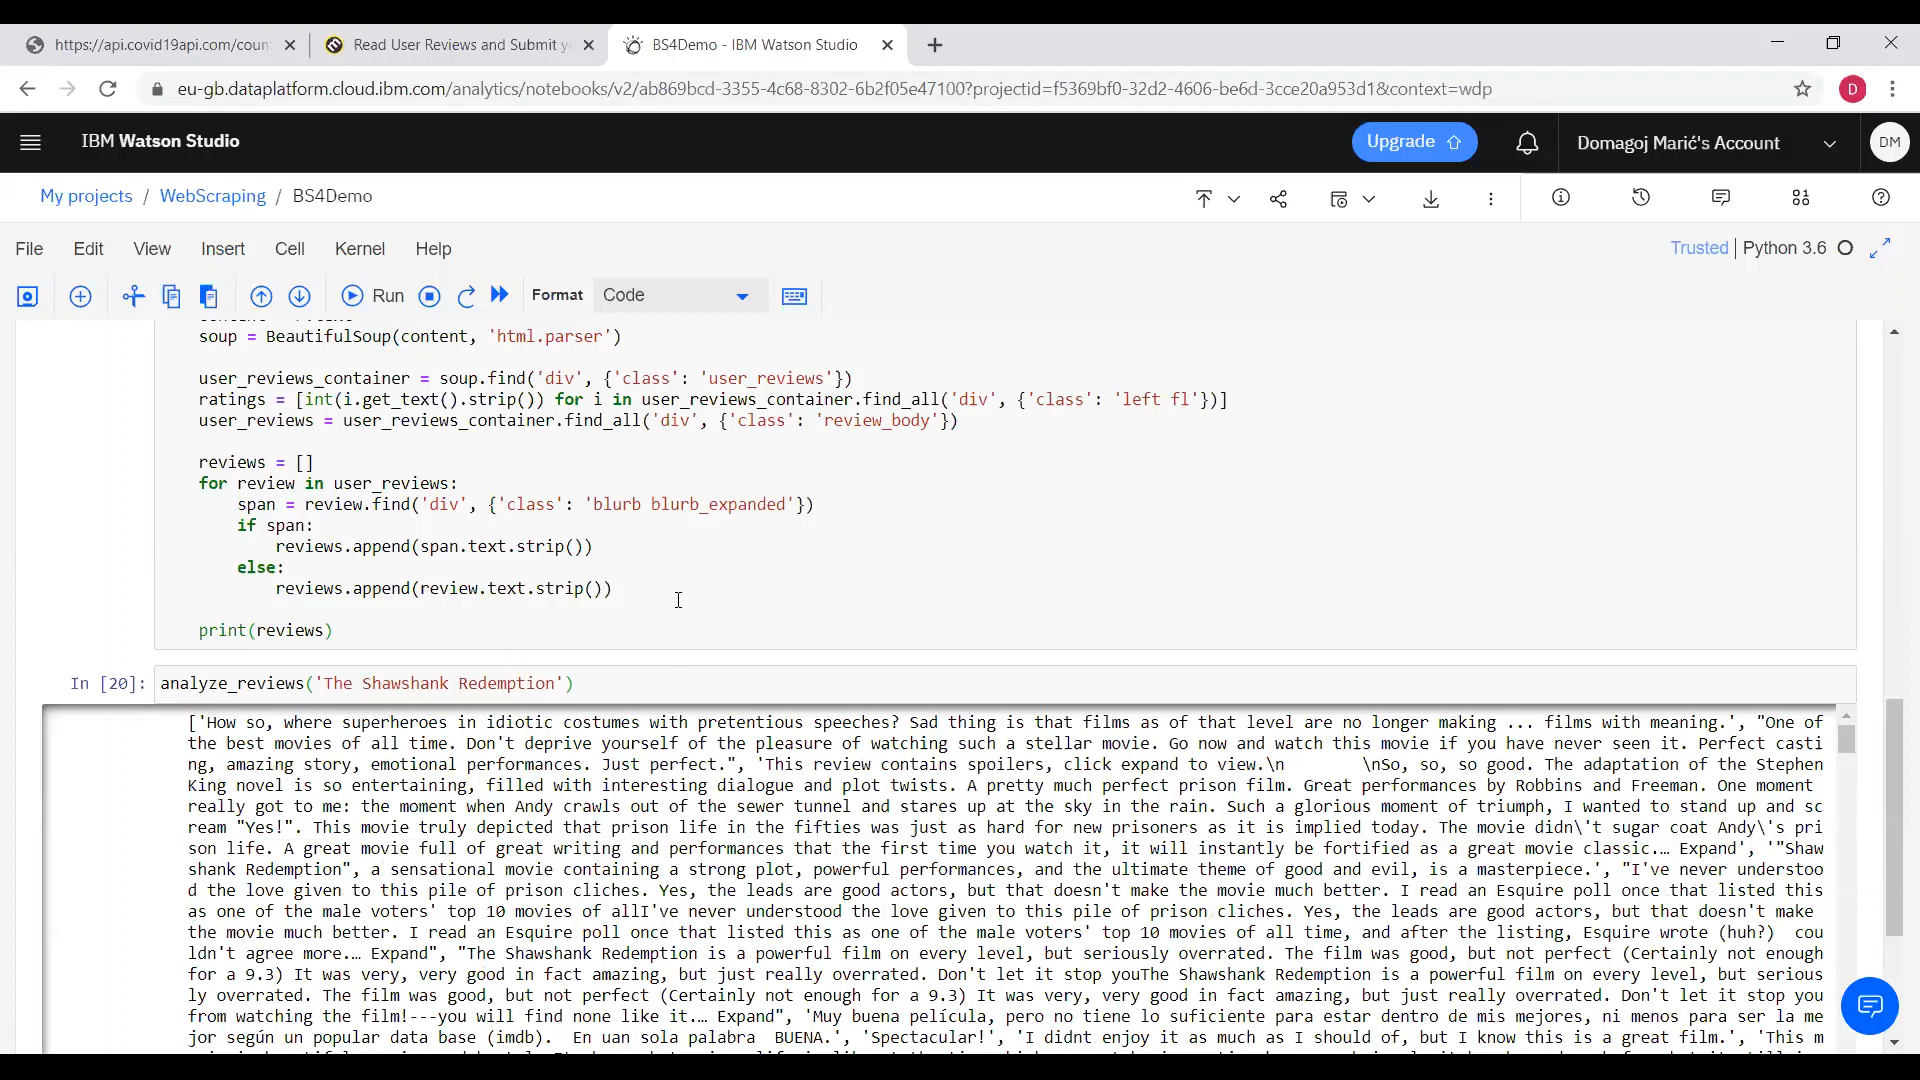 https://api.covid19api.com/coun
Read User Reviews and Submit y
BS4Demo - IBM Watson Studio
eu-gb.dataplatform.cloud.ibm.com/analytics/notebooks/v2/ab869bcd-3355-4c68-8302-6b2f05e47100?projectid=f5369bf0-32d2-4606-be6d-3cce20a953d1&context=wdp
D
IBM Watson Studio
Upgrade
Domagoj Marić's Account
DM
My projects / WebScraping / BS4Demo
File Edit View Insert Cell Kernel Help
Trusted | Python 3.6
Run
Format Code
soup = BeautifulSoup(content, 'html.parser')
user_reviews_container = soup.find('div', {'class': 'user_reviews'})
ratings = [int(i.get_text().strip()) for i in user_reviews_container.find_all('div', {'class': 'left fl'})]
user_reviews = user_reviews_container.find_all('div', {'class': 'review_body'})
reviews = []
for review in user_reviews:
span = review.find('div', {'class': 'blurb blurb_expanded'})
if span:
reviews.append(span.text.strip())
else:
reviews.append(review.text.strip())
print(reviews)
In [20]: analyze_reviews('The Shawshank Redemption')
['How so, where superheroes in idiotic costumes with pretentious speeches? Sad thing is that films as of that level are no longer making ... films with meaning.', "One of
the best movies of all time. Don't deprive yourself of the pleasure of watching such a stellar movie. Go now and watch this movie if you have never seen it. Perfect casti
ng, amazing story, emotional performances. Just perfect.", 'This review contains spoilers, click expand to view.\n \nSo, so, so good. The adaptation of the Stephen
King novel is so entertaining, filled with interesting dialogue and plot twists. A pretty much perfect prison film. Great performances by Robbins and Freeman. One moment
really got to me: the moment when Andy crawls out of the sewer tunnel and stares up at the sky in the rain. Such a glorious moment of triumph, I wanted to stand up and sc
ream "Yes!". This movie truly depicted that prison life in the fifties was just as hard for new prisoners as it is implied today. The movie didn\'t sugar coat Andy\'s pri
son life. A great movie full of great writing and performances that the first time you watch it, it will instantly be fortified as a great movie classic.… Expand', '"Shaw
shank Redemption", a sensational movie containing a strong plot, powerful performances, and the ultimate theme of good and evil, is a masterpiece.', "I've never understoo
d the love given to this pile of prison cliches. Yes, the leads are good actors, but that doesn't make the movie much better. I read an Esquire poll once that listed this
as one of the male voters' top 10 movies of allI've never understood the love given to this pile of prison cliches. Yes, the leads are good actors, but that doesn't make
the movie much better. I read an Esquire poll once that listed this as one of the male voters' top 10 movies of all time, and after the listing, Esquire wrote (huh?) cou
ldn't agree more.… Expand", "The Shawshank Redemption is a powerful film on every level, but seriously overrated. The film was good, but not perfect (Certainly not enough
for a 9.3) It was very, very good in fact amazing, but just really overrated. Don't let it stop youThe Shawshank Redemption is a powerful film on every level, but serious
ly overrated. The film was good, but not perfect (Certainly not enough for a 9.3) It was very, very good in fact amazing, but just really overrated. Don't let it stop you
from watching the film!---you will find none like it.… Expand", 'Muy buena película, pero no tiene lo suficiente para estar dentro de mis mejores, ni menos para ser la me
jor según un popular data base (imdb). En uan sola palabra BUENA.', 'Spectacular!', 'I didnt enjoy it as much as I should of, but I know this is a great film.', 'This m